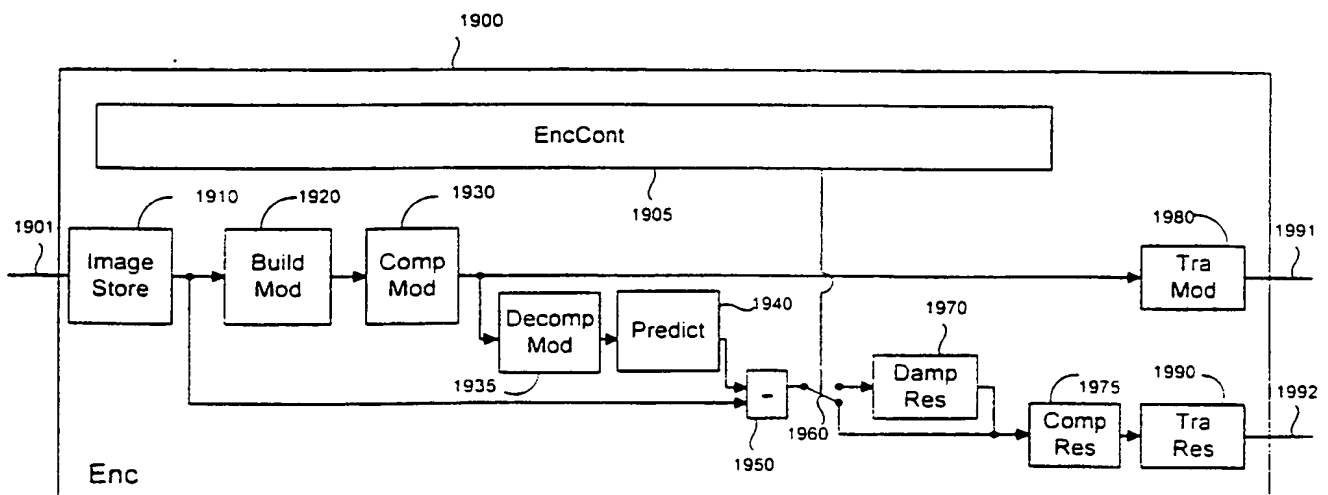 1900
EncCont
1905
1901
1910
1920
1930
1980
1991
Image
Store
Build
Mod
Comp
Mod
Tra
Mod
Decomp
Mod
1935
Predict
1940
-
1950
1960
1970
Damp
Res
1975
Comp
Res
1990
Tra
Res
1992
Enc